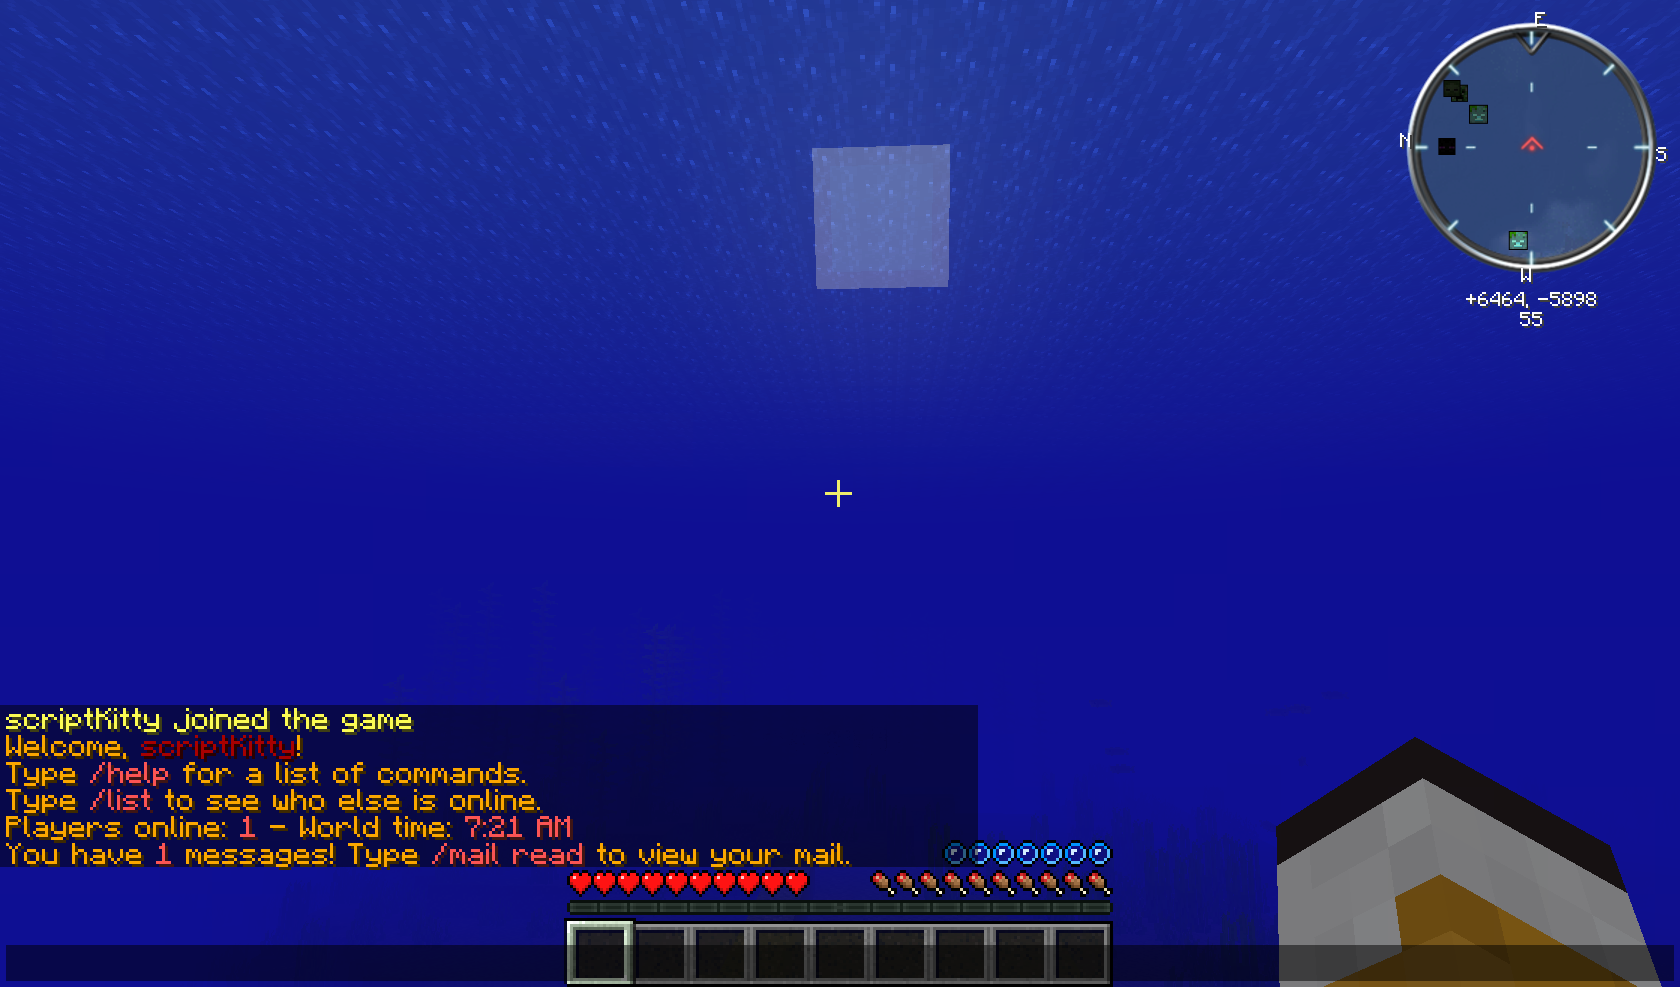 E
N
S
W
+6464, -5898
55
scriptKitty joined the game
Welcome, scriptKitty!
Type /help for a list of commands.
Type /list to see who else is online.
Players online: 1 - World time: 7:21 AM
You have 1 messages! Type /mail read to view your mail.